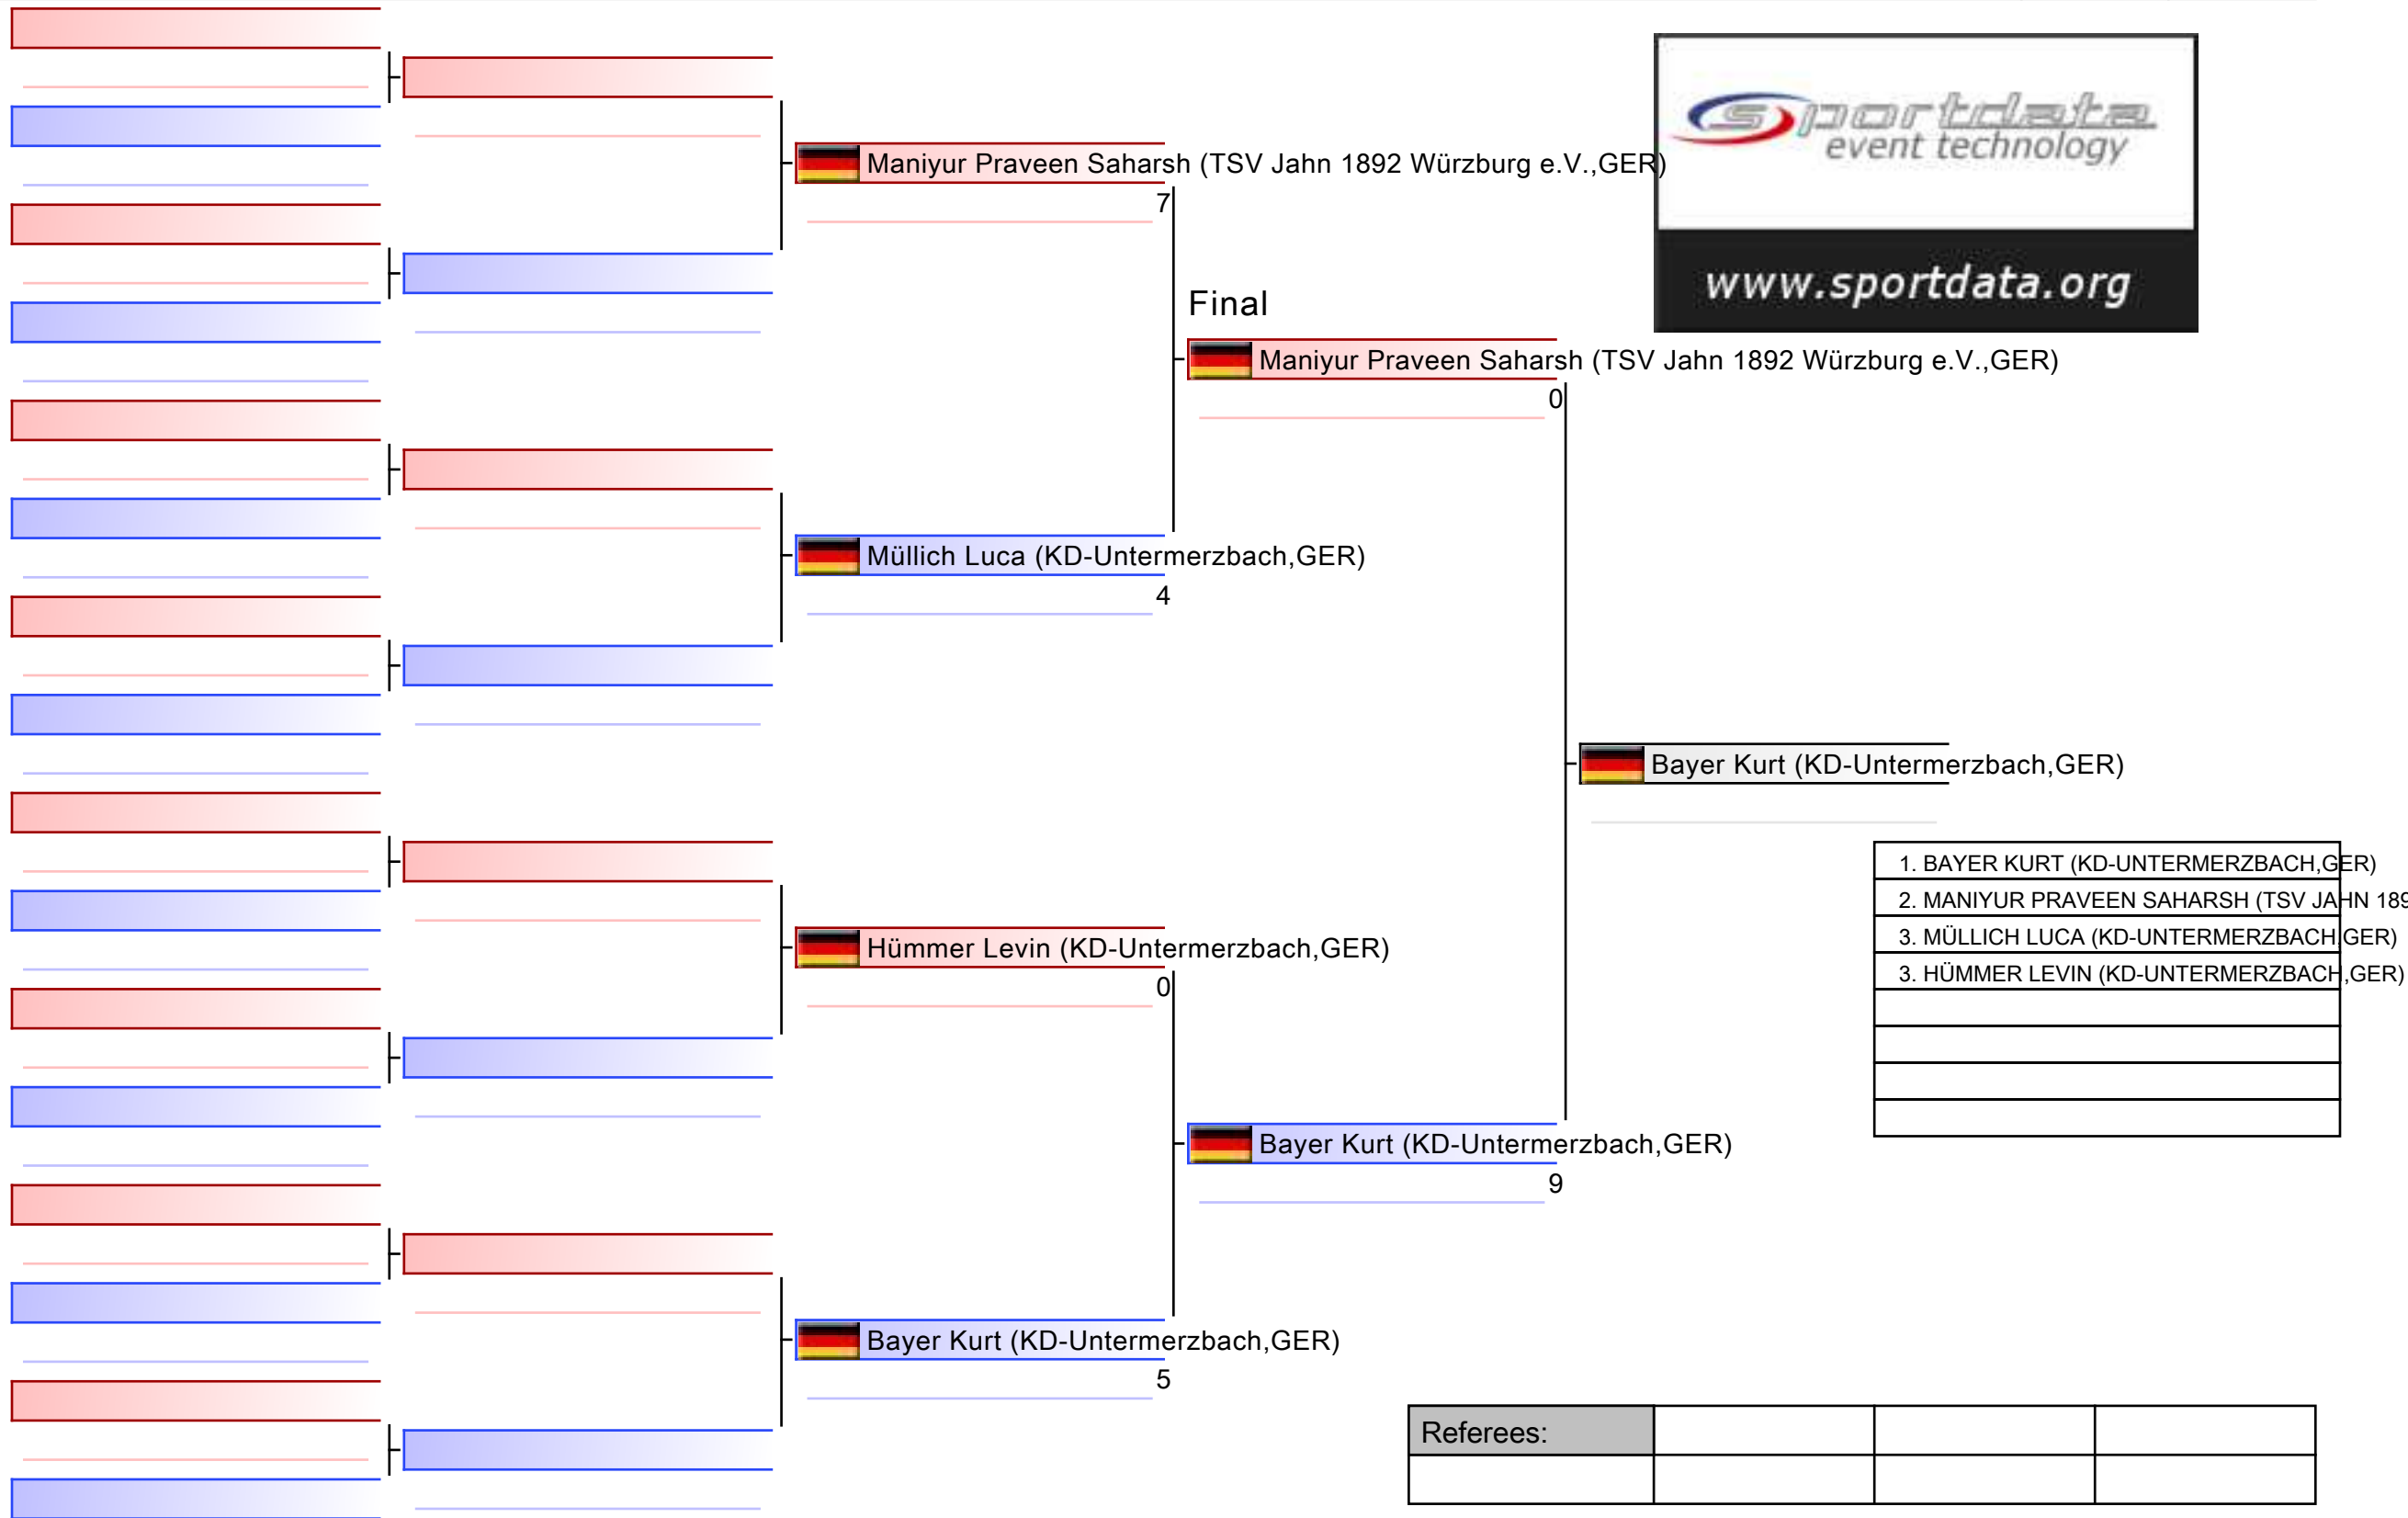 sportdata
event technology
www.sportdata.org
Maniyur Praveen Saharsh (TSV Jahn 1892 Würzburg e.V.,GER)
7
Final
Maniyur Praveen Saharsh (TSV Jahn 1892 Würzburg e.V.,GER)
0
Müllich Luca (KD-Untermerzbach,GER)
4
Bayer Kurt (KD-Untermerzbach,GER)
1. BAYER KURT (KD-UNTERMERZBACH,GER)
2. MANIYUR PRAVEEN SAHARSH (TSV JAHN 189
3. MÜLLICH LUCA (KD-UNTERMERZBACH,GER)
3. HÜMMER LEVIN (KD-UNTERMERZBACH,GER)
Hümmer Levin (KD-Untermerzbach,GER)
0
Bayer Kurt (KD-Untermerzbach,GER)
9
Bayer Kurt (KD-Untermerzbach,GER)
5
Referees: